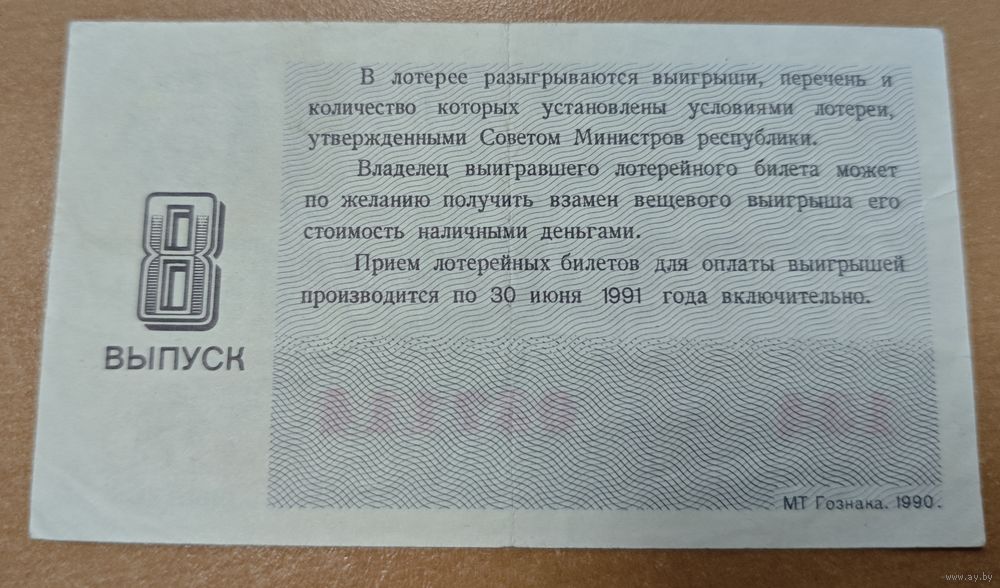 В лотерее разыгрываются выигрыши, перечень и
количество которых установлены условиями лотереи,
утвержденными Советом Министров республики.
Владелец выигравшего лотерейного билета может
по желанию получить взамен вещевого выигрыша его
стоимость наличными деньгами.
Прием лотерейных билетов для оплаты выигрышей
производится по 30 июня 1991 года включительно.
8
ВЫПУСК
МТ Гознака. 1990.
www.ay.by